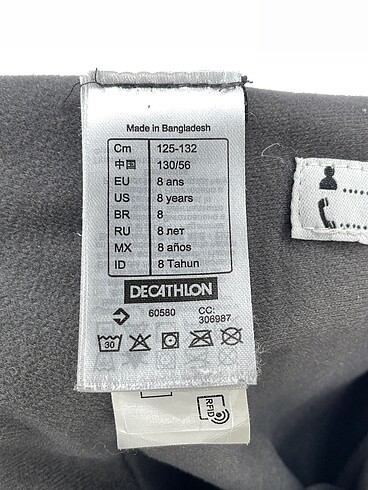 Made in Bangladesh
Cm 125-132
中国 130/56
EU 8 ans
US 8 years
BR 8
RU 8 лет
MX 8 años
ID 8 Tahun
DECATHLON
60580 CC:
306987
30
RFID